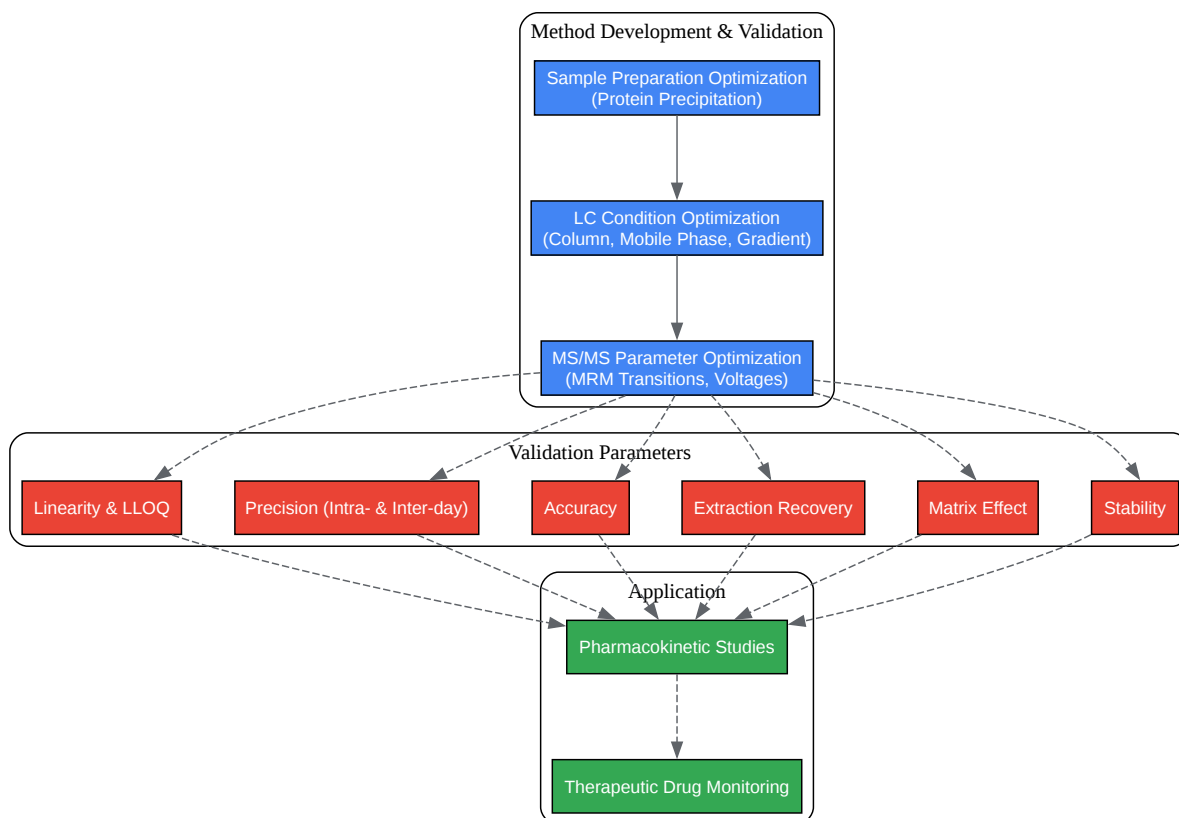 Method Development & Validation
Sample Preparation Optimization
(Protein Precipitation)
LC Condition Optimization
(Column, Mobile Phase, Gradient)
MS/MS Parameter Optimization
(MRM Transitions, Voltages)
Validation Parameters
Linearity & LLOQ
Precision (Intra- & Inter-day)
Accuracy
Extraction Recovery
Matrix Effect
Stability
Application
Pharmacokinetic Studies
Therapeutic Drug Monitoring